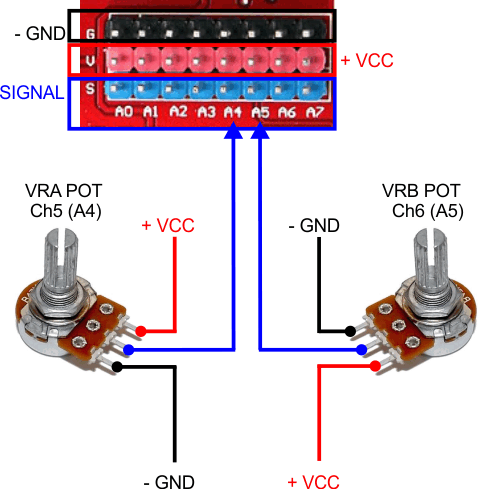 - GND
G
V
+ VCC
SIGNAL
S
A0 A1 A2 A3 A4 A5 A6 A7
VRA POT
Ch5 (A4)
VRB POT
Ch6 (A5)
+ VCC
- GND
- GND
+ VCC